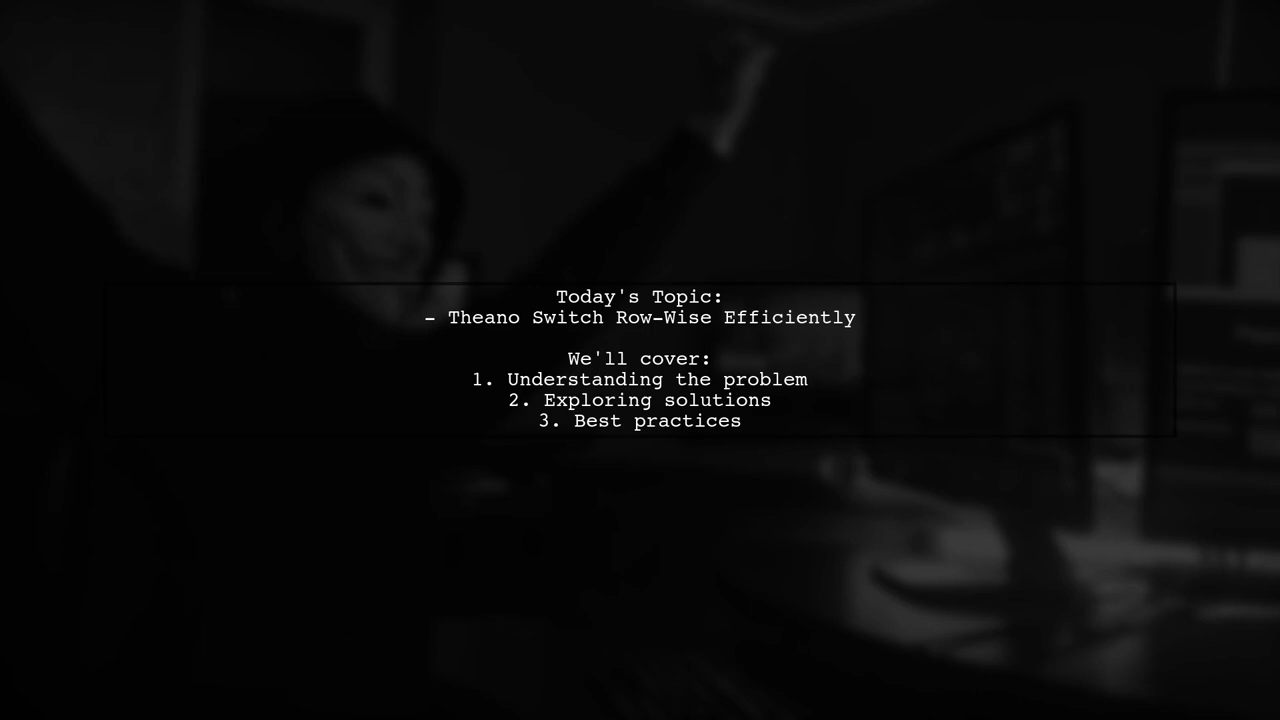 Today's Topic:
- Theano Switch Row-Wise Efficiently
We'll cover:
1. Understanding the problem
2. Exploring solutions
3. Best practices